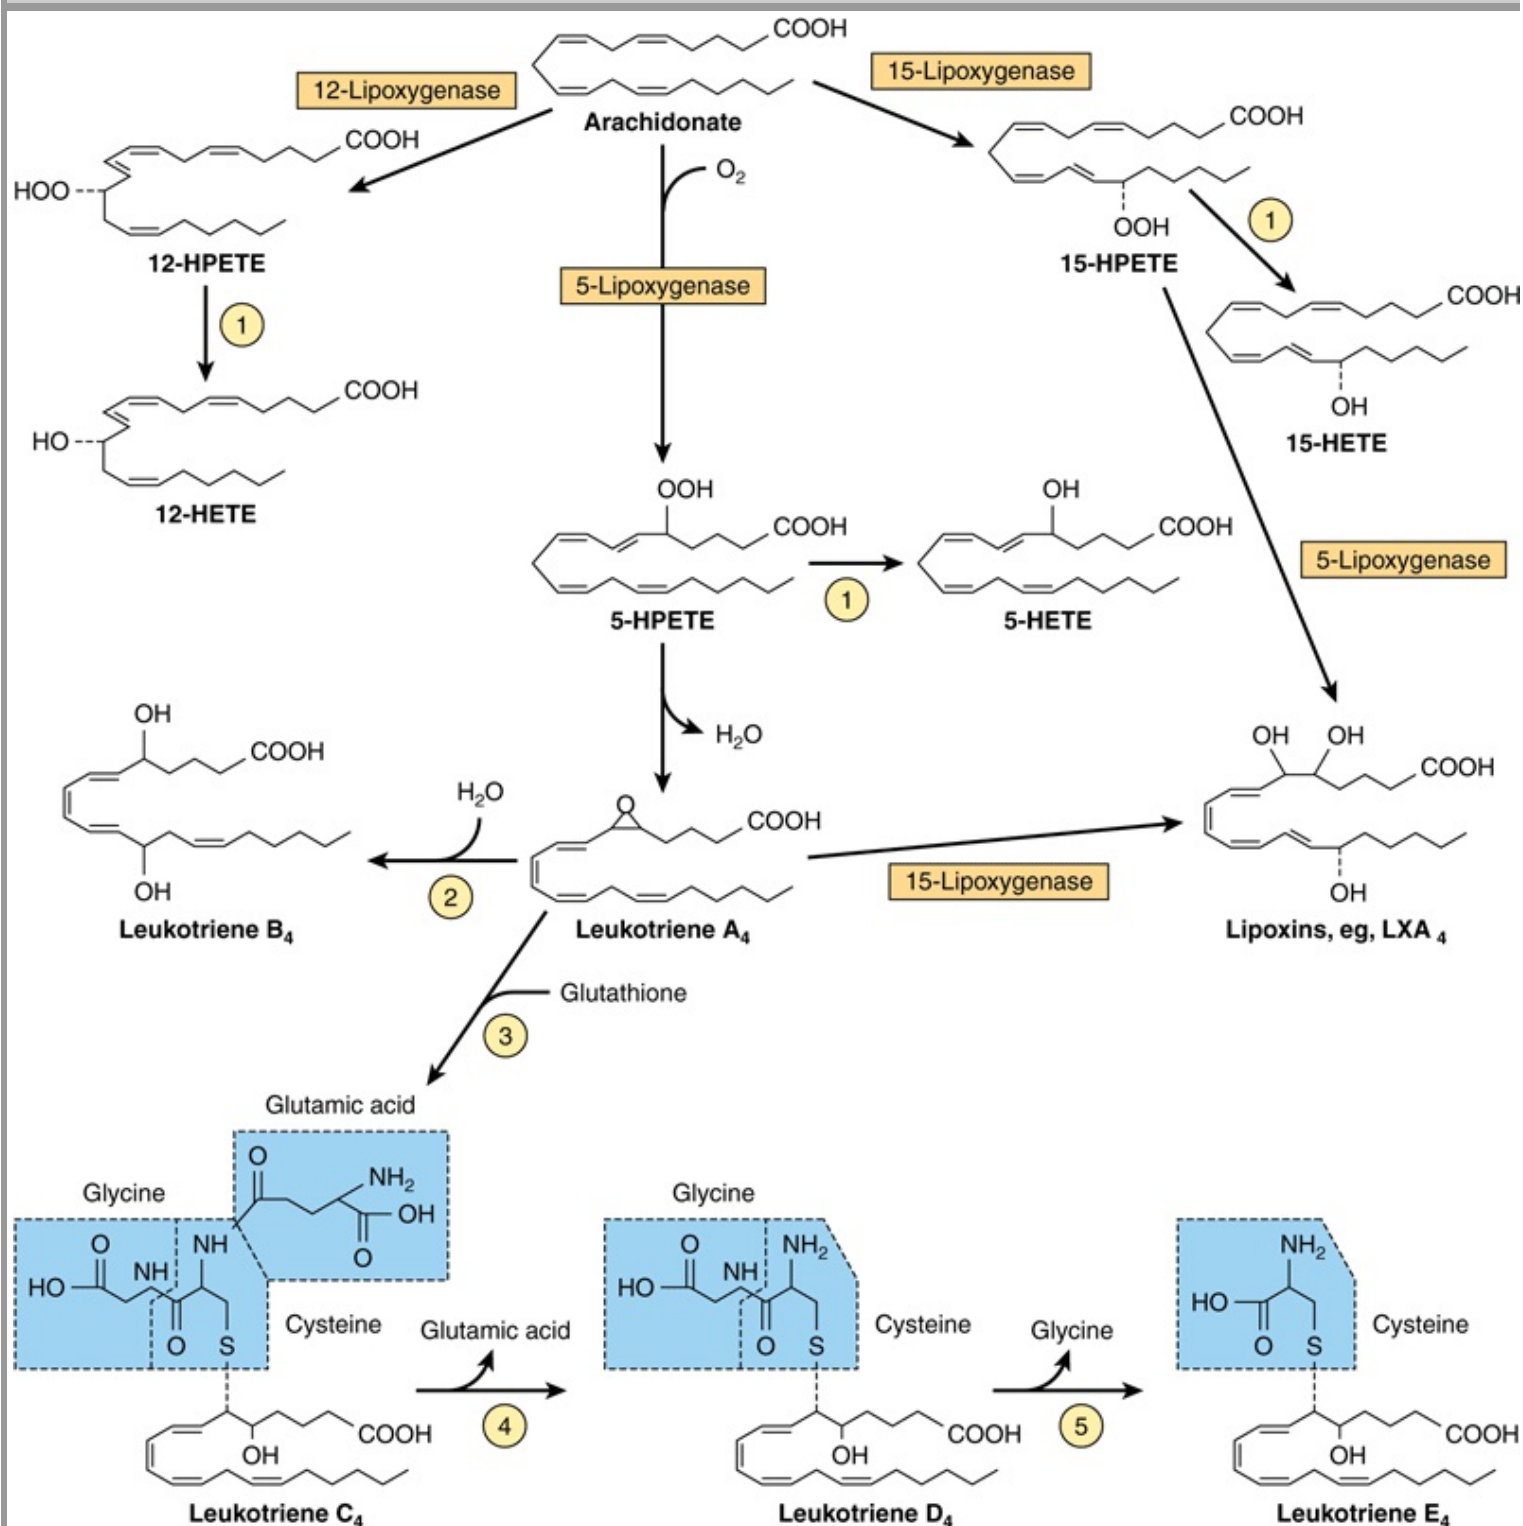 COOH
12-Lipoxygenase
15-Lipoxygenase
Arachidonate
COOH
COOH
HOO
O2
OOH
12-HPETE
15-HPETE
1
1
5-Lipoxygenase
COOH
COOH
HO
OH
15-HETE
12-HETE
OOH
OH
COOH
COOH
5-Lipoxygenase
1
5-HPETE
5-HETE
OH
H2O
OH
OH
COOH
COOH
H2O
O
COOH
2
15-Lipoxygenase
OH
OH
Leukotriene B4
Leukotriene A4
Lipoxins, eg, LXA 4
Glutathione
3
Glutamic acid
O
NH2
OH
O
Glycine
Glycine
O
NH
O
NH2
NH2
HO
NH
HO
NH
HO
O
S
Cysteine
Glutamic acid
O
S
Cysteine
Glycine
O
S
Cysteine
4
5
COOH
OH
COOH
OH
COOH
OH
Leukotriene C4
Leukotriene D4
Leukotriene E4